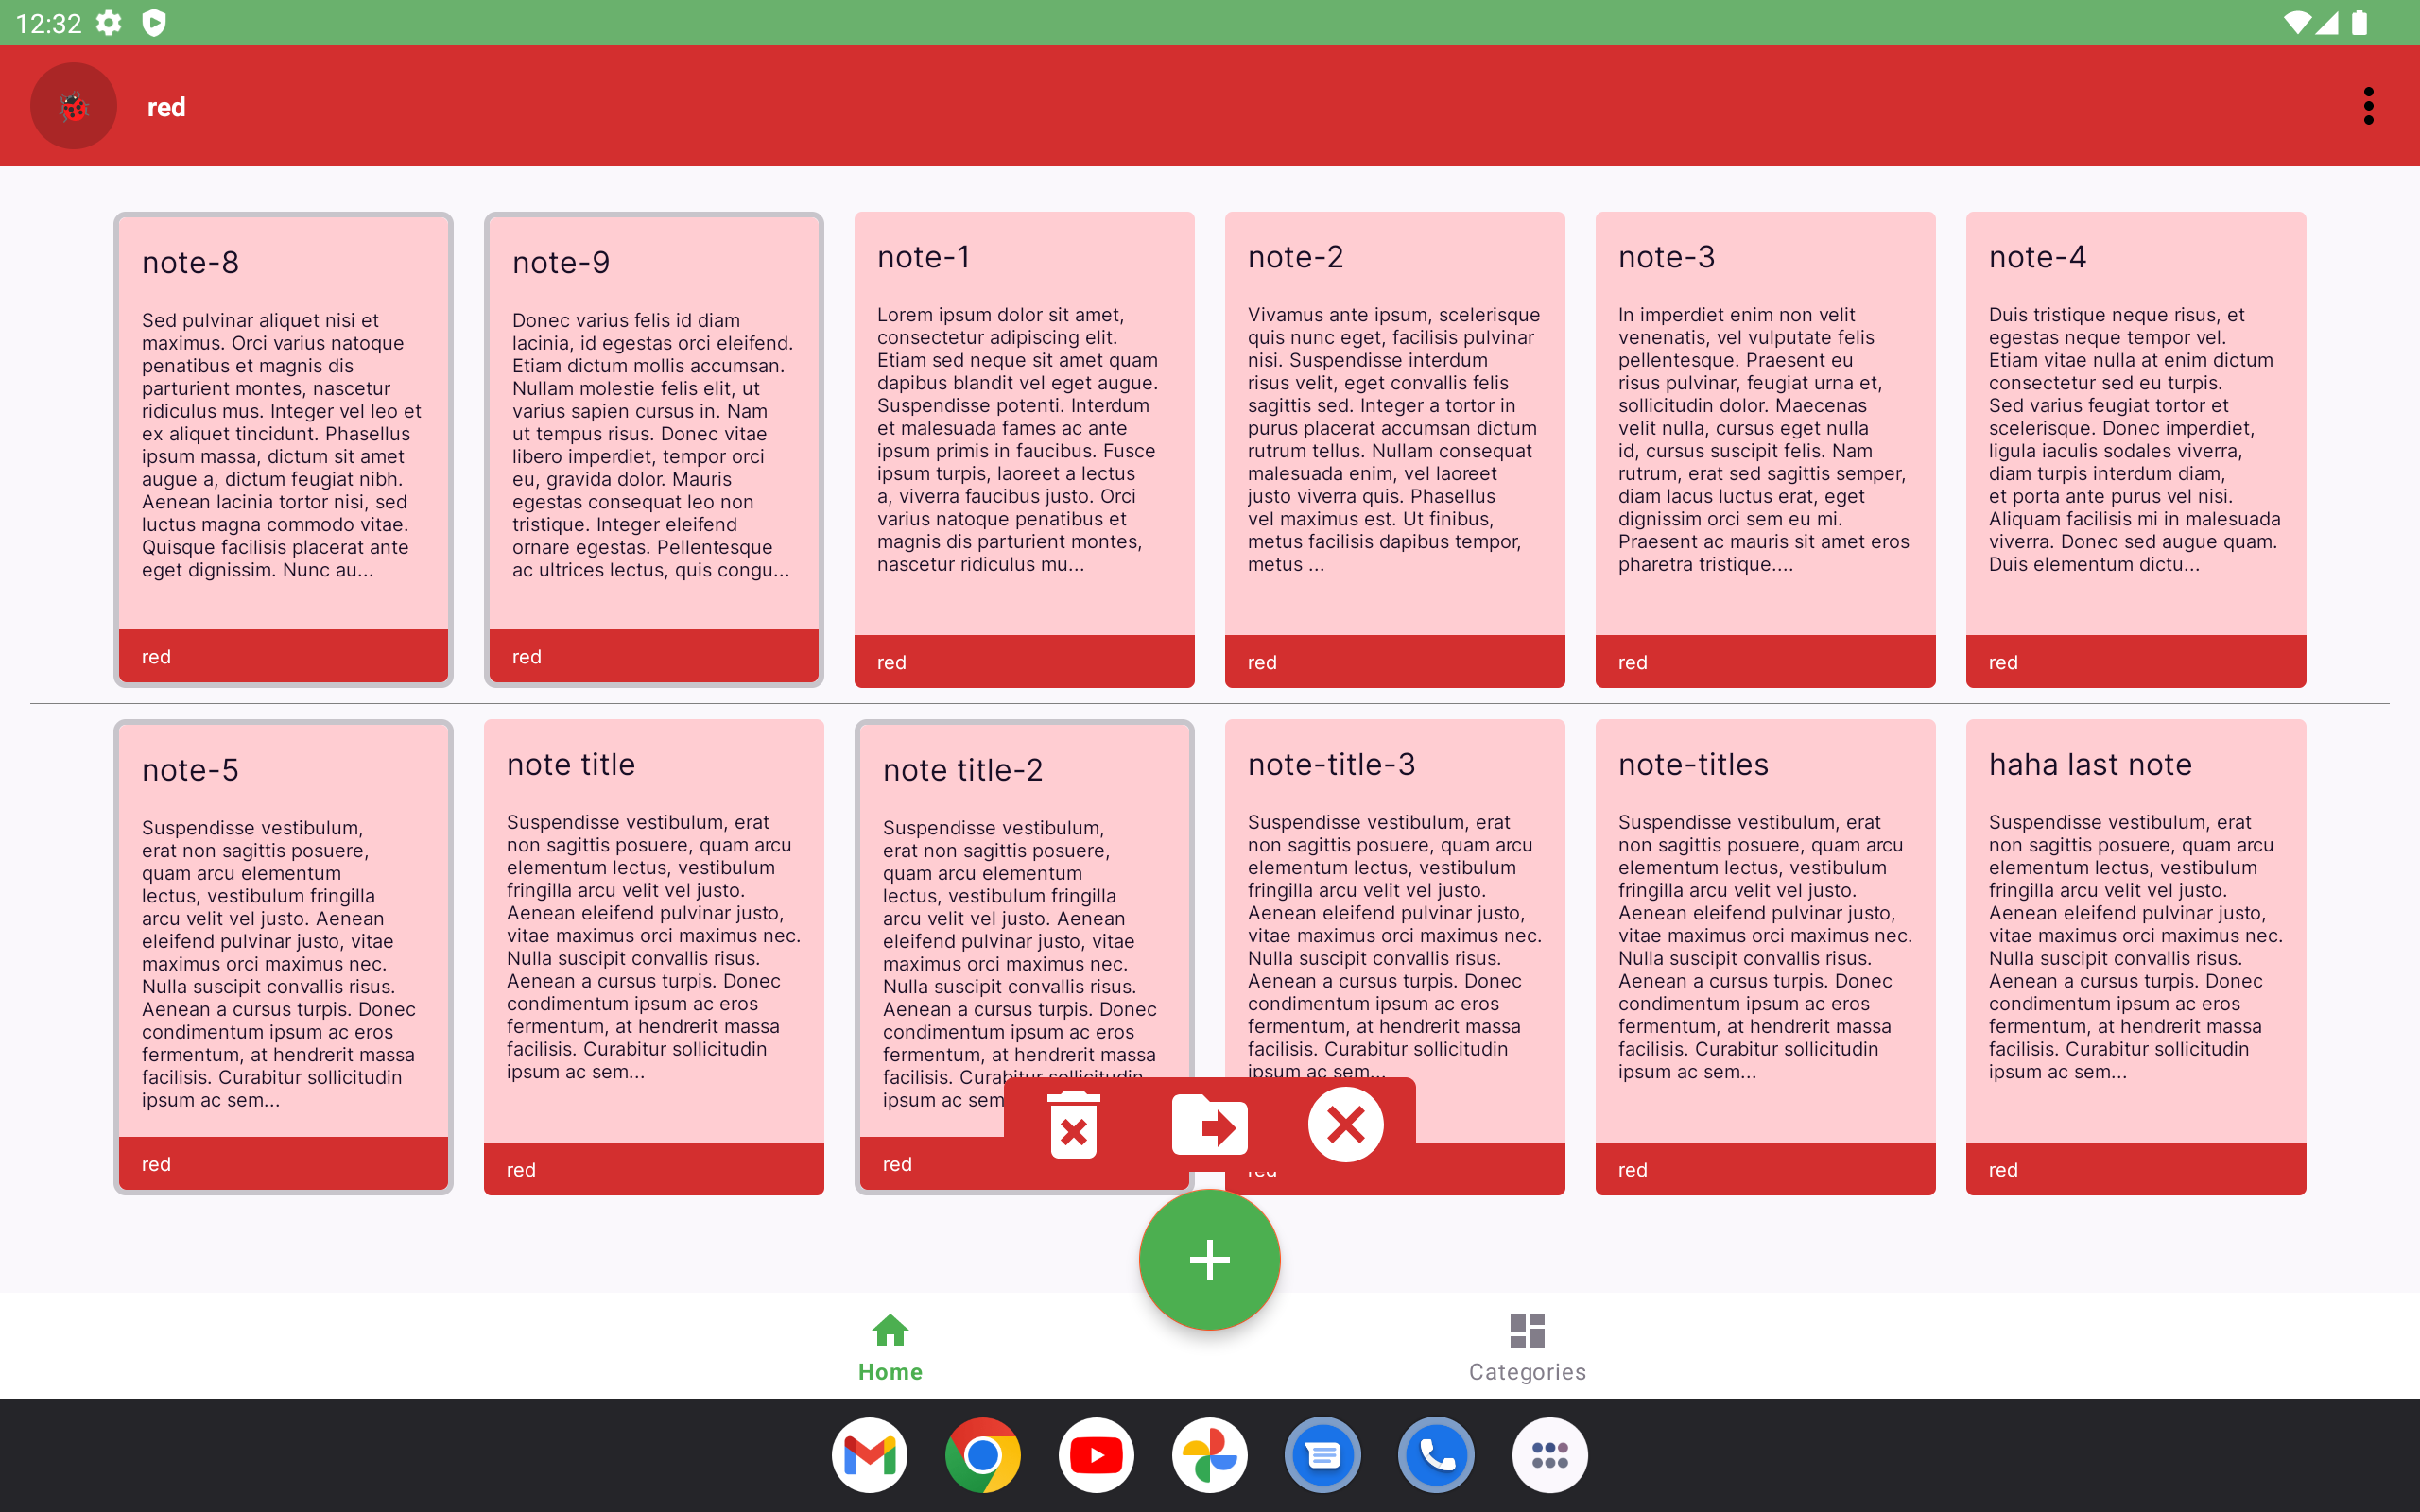 12:32
red
note-8
Sed pulvinar aliquet nisi et
maximus. Orci varius natoque
penatibus et magnis dis
parturient montes, nascetur
ridiculus mus. Integer vel leo et
ex aliquet tincidunt. Phasellus
ipsum massa, dictum sit amet
augue a, dictum feugiat nibh.
Aenean lacinia tortor nisi, sed
luctus magna commodo vitae.
Quisque facilisis placerat ante
eget dignissim. Nunc au...
red
note-9
Donec varius felis id diam
lacinia, id egestas orci eleifend.
Etiam dictum mollis accumsan.
Nullam molestie felis elit, ut
varius sapien cursus in. Nam
ut tempus risus. Donec vitae
libero imperdiet, tempor orci
eu, gravida dolor. Mauris
egestas consequat leo non
tristique. Integer eleifend
ornare egestas. Pellentesque
ac ultrices lectus, quis congu...
red
note-1
Lorem ipsum dolor sit amet,
consectetur adipiscing elit.
Etiam sed neque sit amet quam
dapibus blandit vel eget augue.
Suspendisse potenti. Interdum
et malesuada fames ac ante
ipsum primis in faucibus. Fusce
ipsum turpis, laoreet a lectus
a, viverra faucibus justo. Orci
varius natoque penatibus et
magnis dis parturient montes,
nascetur ridiculus mu...
red
note-2
Vivamus ante ipsum, scelerisque
quis nunc eget, facilisis pulvinar
nisi. Suspendisse interdum
risus velit, eget convallis felis
sagittis sed. Integer a tortor in
purus placerat accumsan dictum
rutrum tellus. Nullam consequat
malesuada enim, vel laoreet
justo viverra quis. Phasellus
vel maximus est. Ut finibus,
metus facilisis dapibus tempor,
metus ...
red
note-3
In imperdiet enim non velit
venenatis, vel vulputate felis
pellentesque. Praesent eu
risus pulvinar, feugiat urna et,
sollicitudin dolor. Maecenas
velit nulla, cursus eget nulla
id, cursus suscipit felis. Nam
rutrum, erat sed sagittis semper,
diam lacus luctus erat, eget
dignissim orci sem eu mi.
Praesent ac mauris sit amet eros
pharetra tristique....
red
note-4
Duis tristique neque risus, et
egestas neque tempor vel.
Etiam vitae nulla at enim dictum
consectetur sed eu turpis.
Sed varius feugiat tortor et
scelerisque. Donec imperdiet,
ligula iaculis sodales viverra,
diam turpis interdum diam,
et porta ante purus vel nisi.
Aliquam facilisis mi in malesuada
viverra. Donec sed augue quam.
Duis elementum dictu...
red
note-5
Suspendisse vestibulum,
erat non sagittis posuere,
quam arcu elementum
lectus, vestibulum fringilla
arcu velit vel justo. Aenean
eleifend pulvinar justo, vitae
maximus orci maximus nec.
Nulla suscipit convallis risus.
Aenean a cursus turpis. Donec
condimentum ipsum ac eros
fermentum, at hendrerit massa
facilisis. Curabitur sollicitudin
ipsum ac sem...
red
note title
Suspendisse vestibulum, erat
non sagittis posuere, quam arcu
elementum lectus, vestibulum
fringilla arcu velit vel justo.
Aenean eleifend pulvinar justo,
vitae maximus orci maximus nec.
Nulla suscipit convallis risus.
Aenean a cursus turpis. Donec
condimentum ipsum ac eros
fermentum, at hendrerit massa
facilisis. Curabitur sollicitudin
ipsum ac sem...
red
note title-2
Suspendisse vestibulum,
erat non sagittis posuere,
quam arcu elementum
lectus, vestibulum fringilla
arcu velit vel justo. Aenean
eleifend pulvinar justo, vitae
maximus orci maximus nec.
Nulla suscipit convallis risus.
Aenean a cursus turpis. Donec
condimentum ipsum ac eros
fermentum, at hendrerit massa
facilisis. Curabitur sollicitudin
ipsum ac sem
red
note-title-3
Suspendisse vestibulum, erat
non sagittis posuere, quam arcu
elementum lectus, vestibulum
fringilla arcu velit vel justo.
Aenean eleifend pulvinar justo,
vitae maximus orci maximus nec.
Nulla suscipit convallis risus.
Aenean a cursus turpis. Donec
condimentum ipsum ac eros
fermentum, at hendrerit massa
facilisis. Curabitur sollicitudin
ipsum ac sem...
red
note-titles
Suspendisse vestibulum, erat
non sagittis posuere, quam arcu
elementum lectus, vestibulum
fringilla arcu velit vel justo.
Aenean eleifend pulvinar justo,
vitae maximus orci maximus nec.
Nulla suscipit convallis risus.
Aenean a cursus turpis. Donec
condimentum ipsum ac eros
fermentum, at hendrerit massa
facilisis. Curabitur sollicitudin
ipsum ac sem...
red
haha last note
Suspendisse vestibulum, erat
non sagittis posuere, quam arcu
elementum lectus, vestibulum
fringilla arcu velit vel justo.
Aenean eleifend pulvinar justo,
vitae maximus orci maximus nec.
Nulla suscipit convallis risus.
Aenean a cursus turpis. Donec
condimentum ipsum ac eros
fermentum, at hendrerit massa
facilisis. Curabitur sollicitudin
ipsum ac sem...
red
Home
Categories